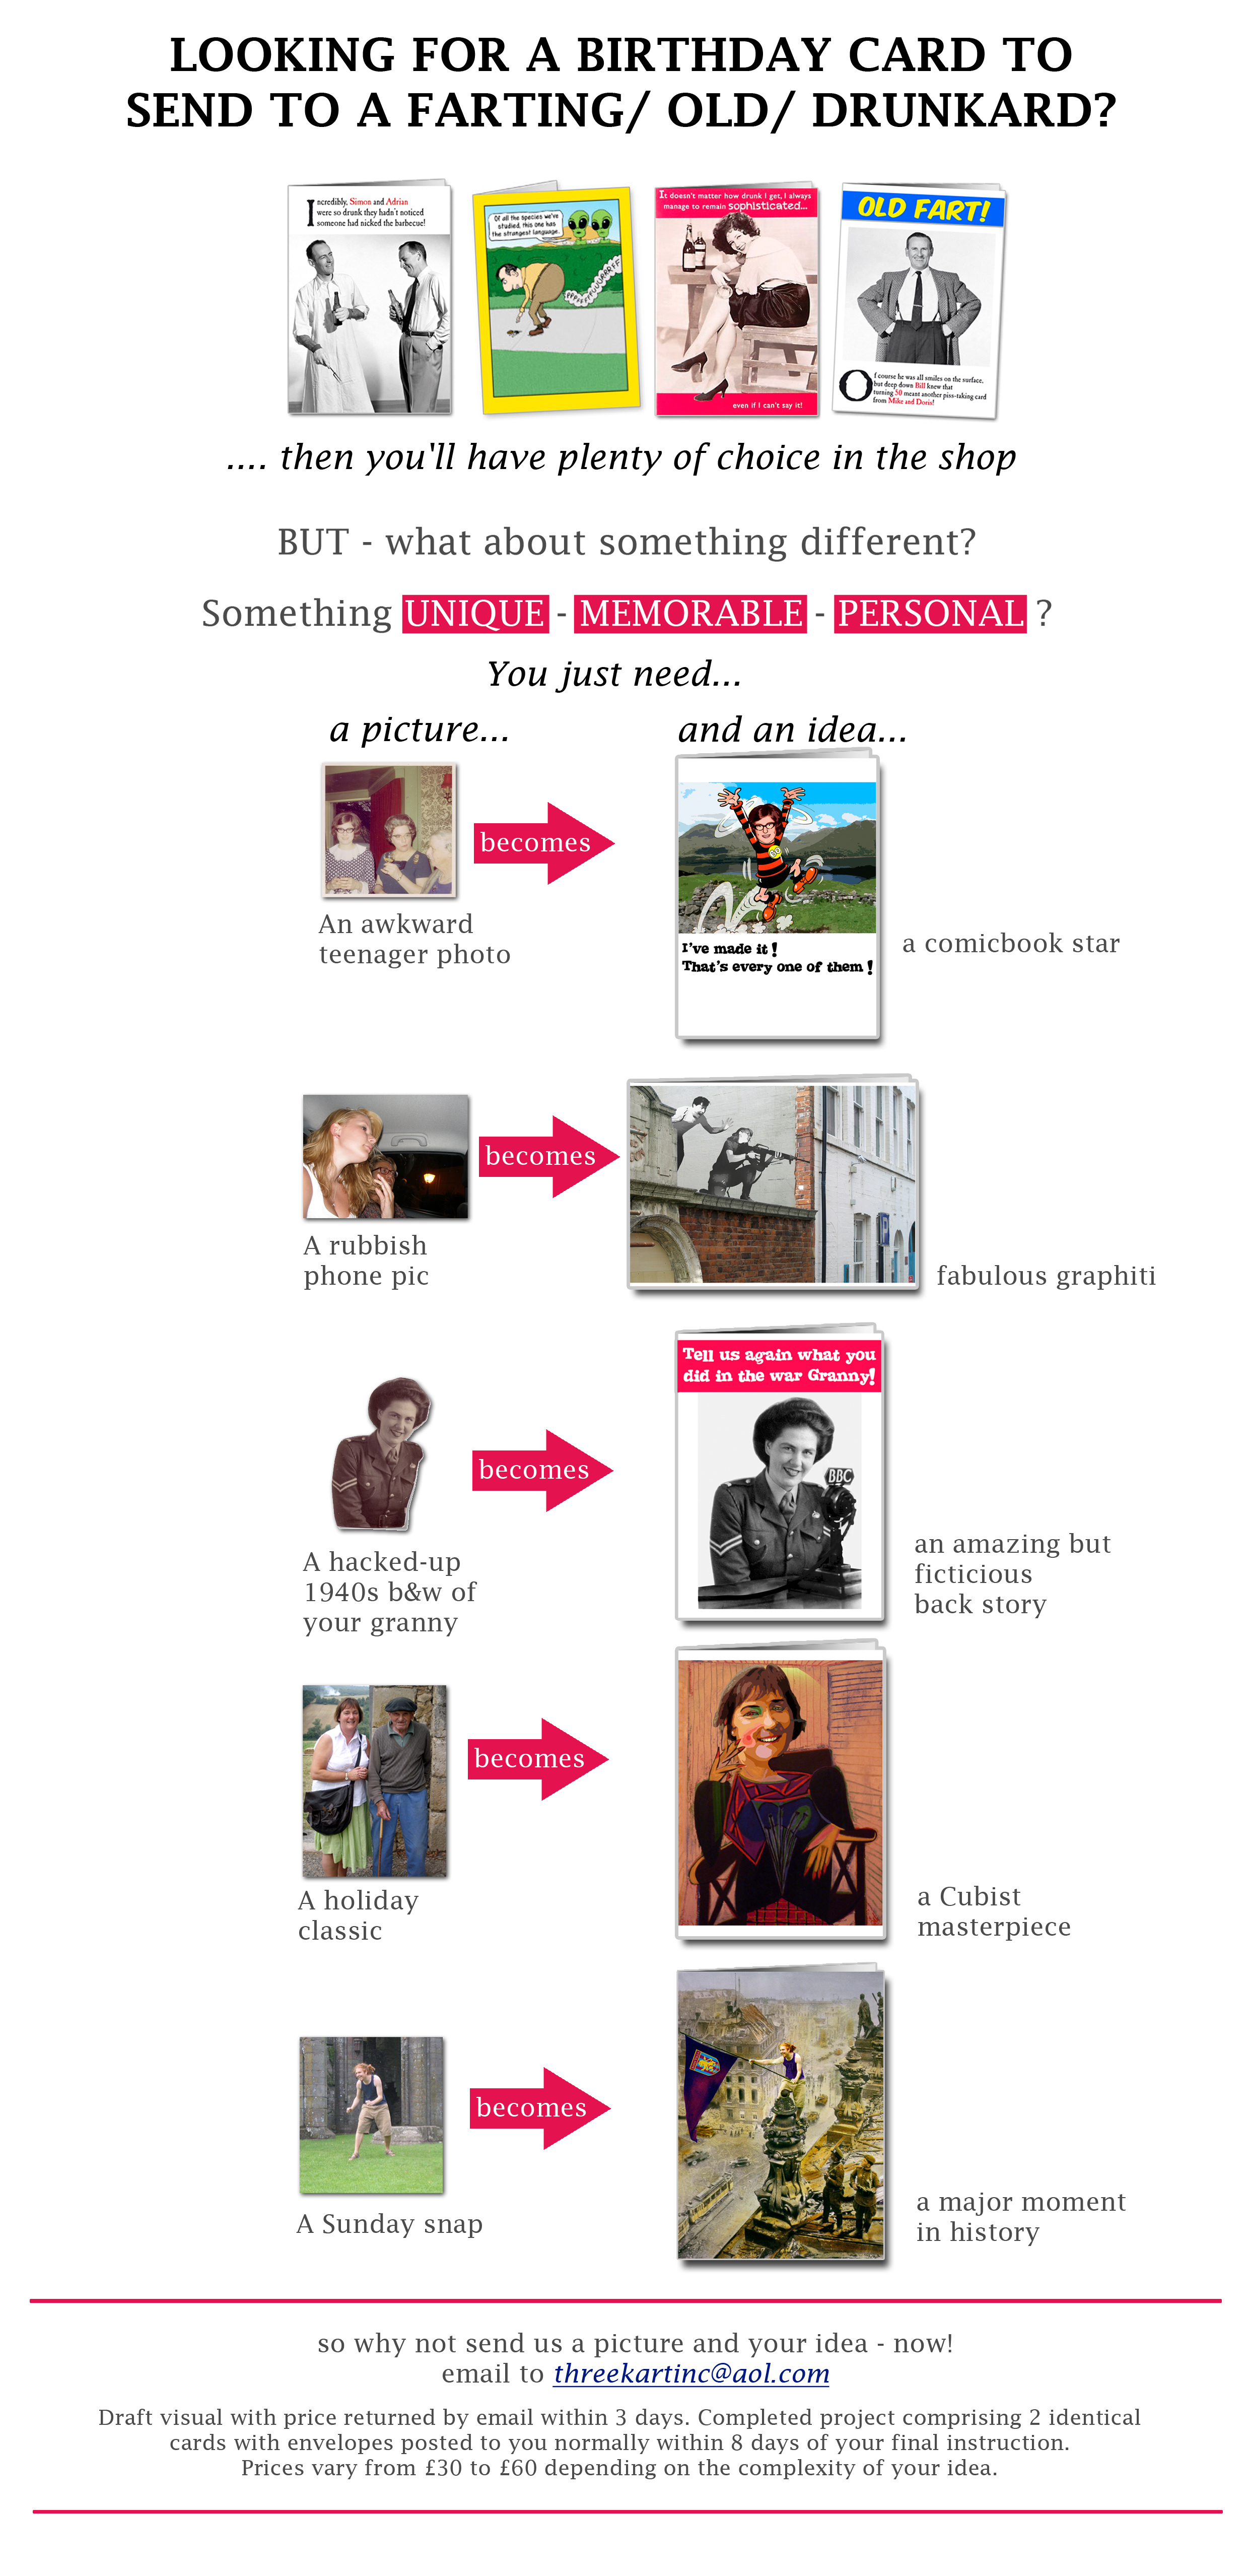 LOOKING FOR A BIRTHDAY CARD TO
SEND TO A FARTING/ OLD/ DRUNKARD?
Incredibly, Simon and Adrian
were so drunk they hadn't noticed
someone had nicked the barbecue!
Of all the species we've
studied, this one has
the strangest language.
It doesn't matter how drunk I get, I always
manage to remain sophisticated...
even if I can't say it!
OLD FART!
Of course he was all smiles on the surface,
but deep down Bill knew that
turning 50 meant another piss-taking card
from Mike and Doris!
.... then you'll have plenty of choice in the shop
BUT - what about something different?
Something UNIQUE - MEMORABLE - PERSONAL ?
You just need...
a picture...
and an idea...
becomes
50
I've made it !
That's every one of them !
An awkward
teenager photo
a comicbook star
becomes
P
A rubbish
phone pic
fabulous graphiti
Tell us again what you
did in the war Granny!
BBC
becomes
A hacked-up
1940s b&w of
your granny
an amazing but
ficticious
back story
becomes
A holiday
classic
a Cubist
masterpiece
becomes
A Sunday snap
a major moment
in history
so why not send us a picture and your idea - now!
email to threekartinc@aol.com
Draft visual with price returned by email within 3 days. Completed project comprising 2 identical
cards with envelopes posted to you normally within 8 days of your final instruction.
Prices vary from £30 to £60 depending on the complexity of your idea.